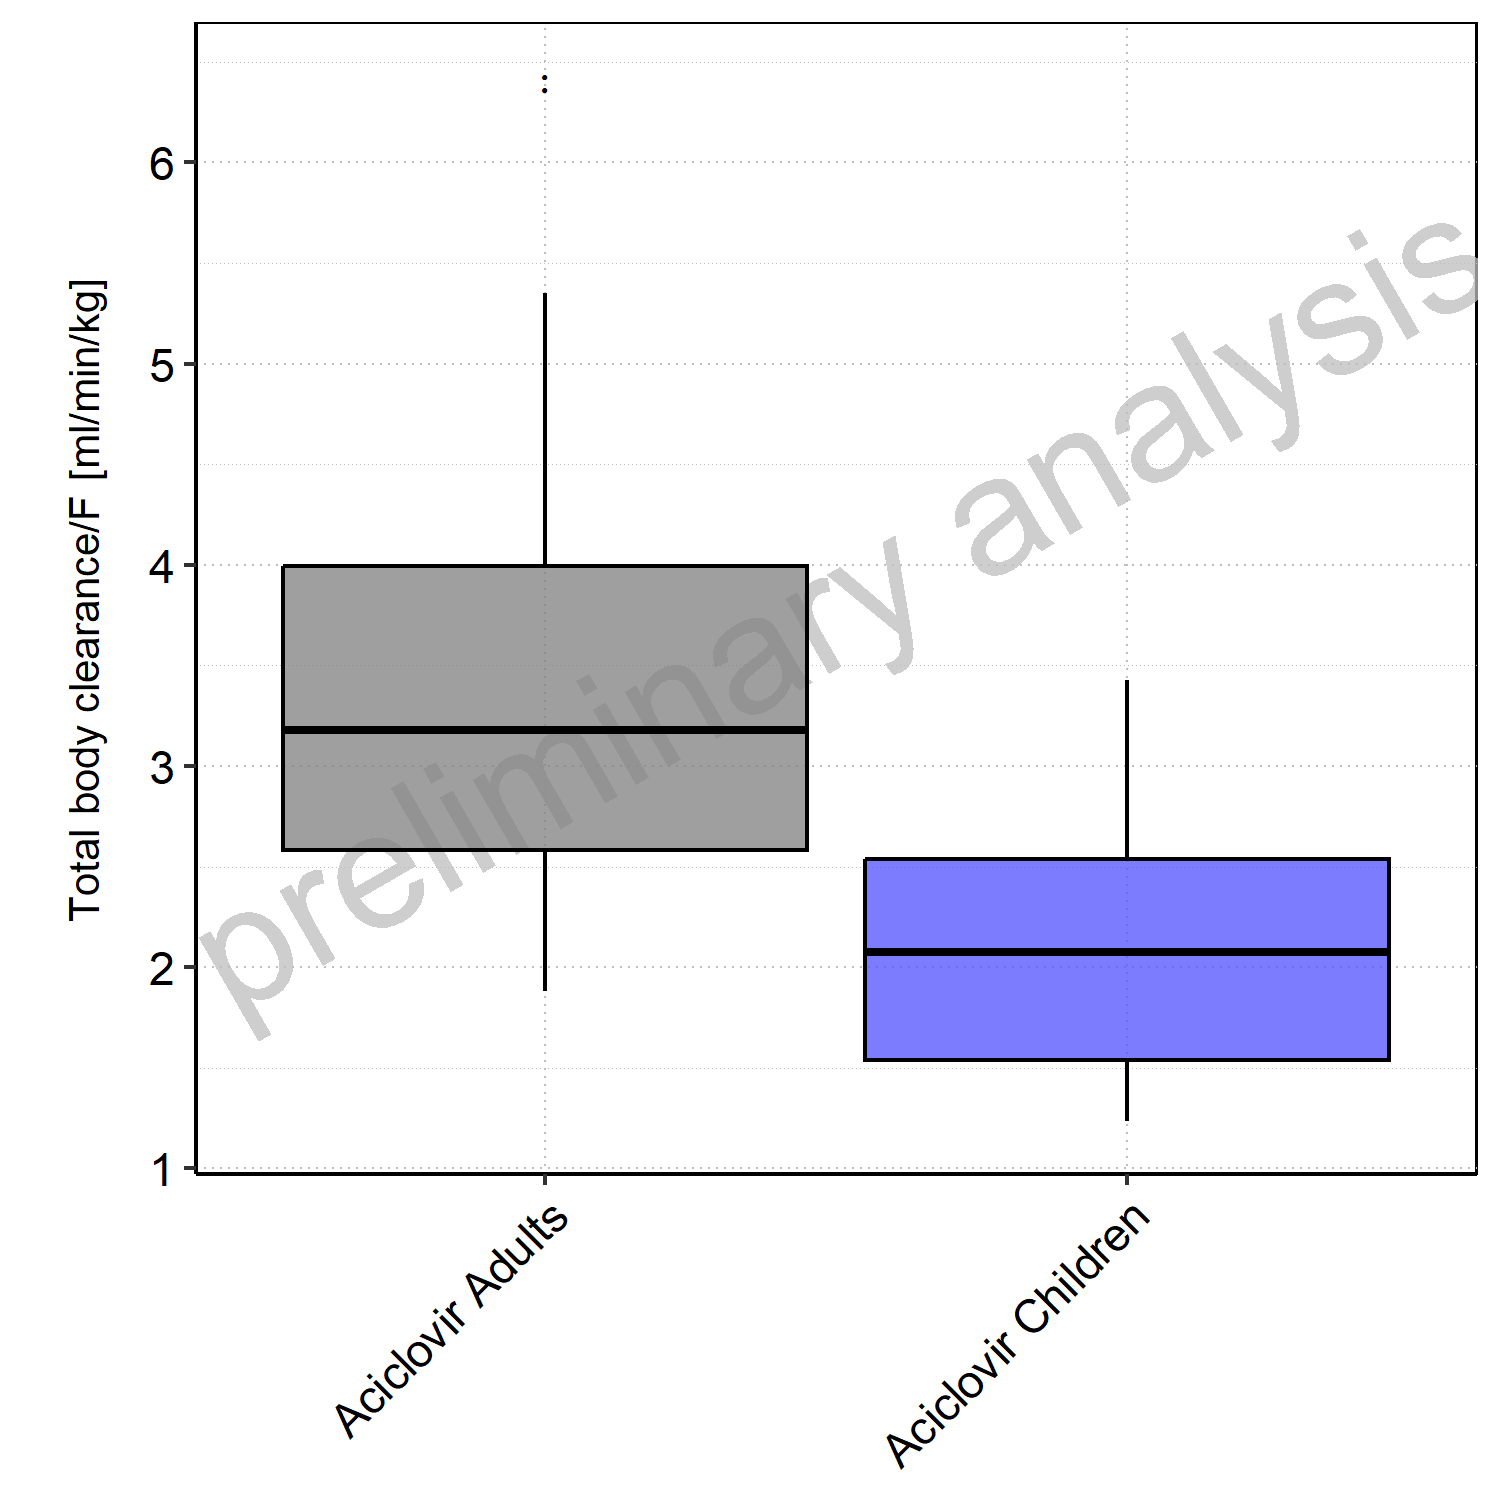 6
5
4
3
2
1
Total body clearance/F [ml/min/kg]
preliminary analysis
Aciclovir Adults
Aciclovir Children